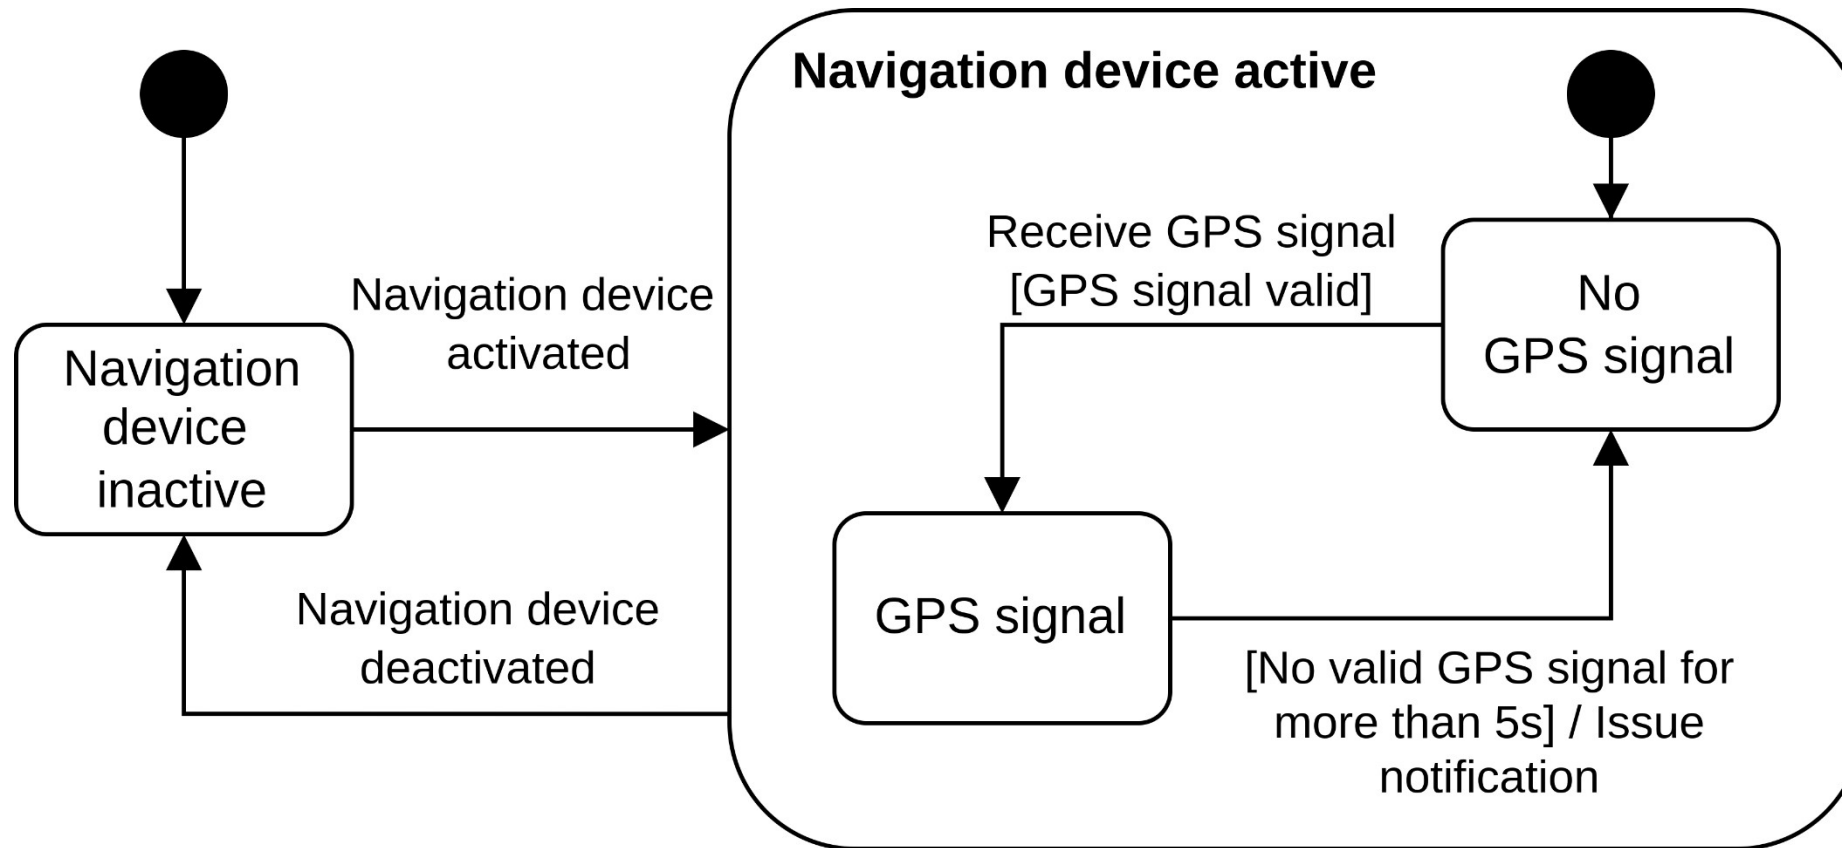 Navigation device active
Receive GPS signal
[GPS signal valid]
No
GPS signal
Navigation device
activated
Navigation
device
inactive
Navigation device
deactivated
GPS signal
[No valid GPS signal for
more than 5s] / Issue
notification